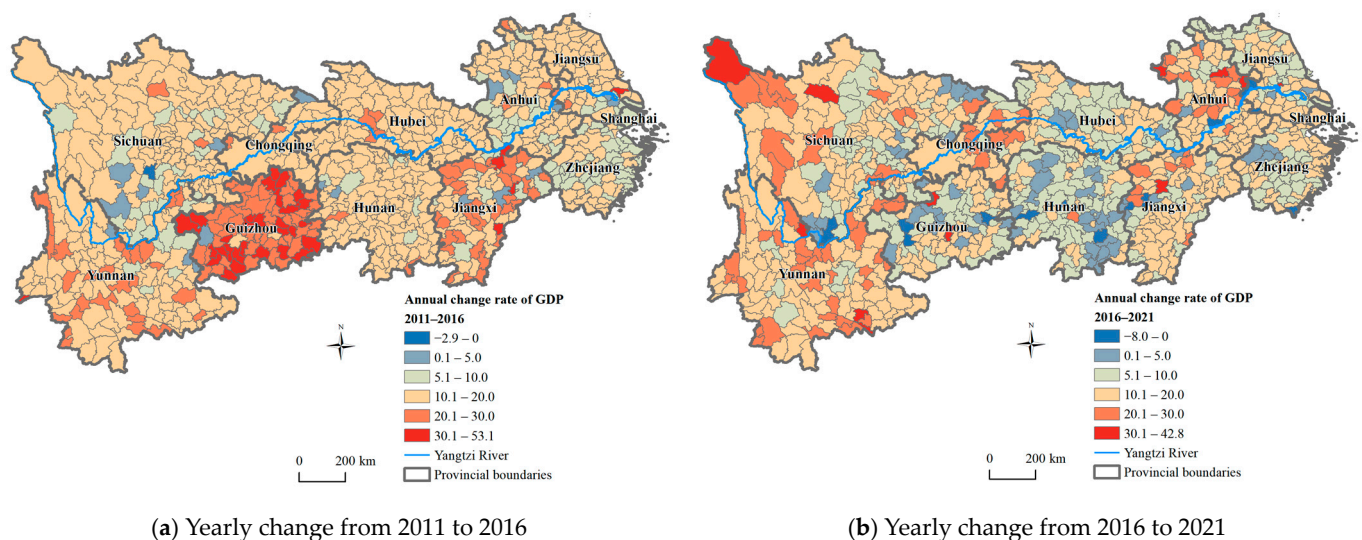 Jiangsu
Anhui
Shanghai
Hubei
Sichuan
Chongqing
Zhejiang
Hunan
Jiangxi
Guizhou
Yunnan
N
Annual change rate of GDP
2011–2016
−2.9 – 0
0.1 – 5.0
5.1 – 10.0
10.1 – 20.0
20.1 – 30.0
30.1 – 53.1
Yangtzi River
Provincial boundaries
0 200 km
(a) Yearly change from 2011 to 2016
Jiangsu
Anhui
Shanghai
Hubei
Sichuan
Chongqing
Zhejiang
Hunan
Jiangxi
Guizhou
Yunnan
N
Annual change rate of GDP
2016–2021
−8.0 – 0
0.1 – 5.0
5.1 – 10.0
10.1 – 20.0
20.1 – 30.0
30.1 – 42.8
Yangtzi River
Provincial boundaries
0 200 km
(b) Yearly change from 2016 to 2021